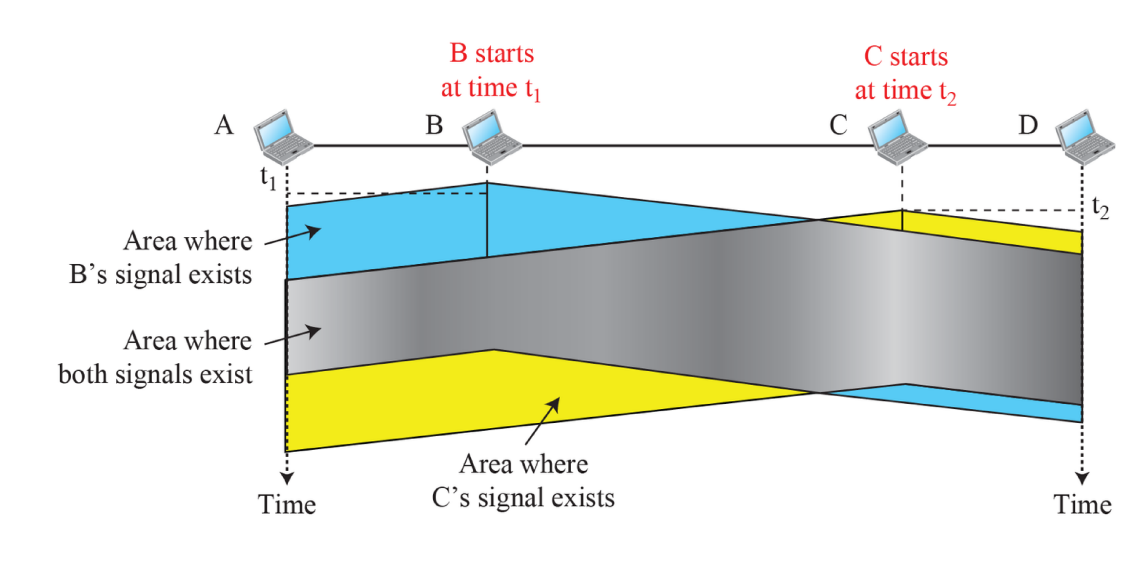 B starts
at time t1
C starts
at time t2
A
B
C
D
t1
t2
Area where
B’s signal exists
Area where
both signals exist
Area where
C’s signal exists
Time
Time